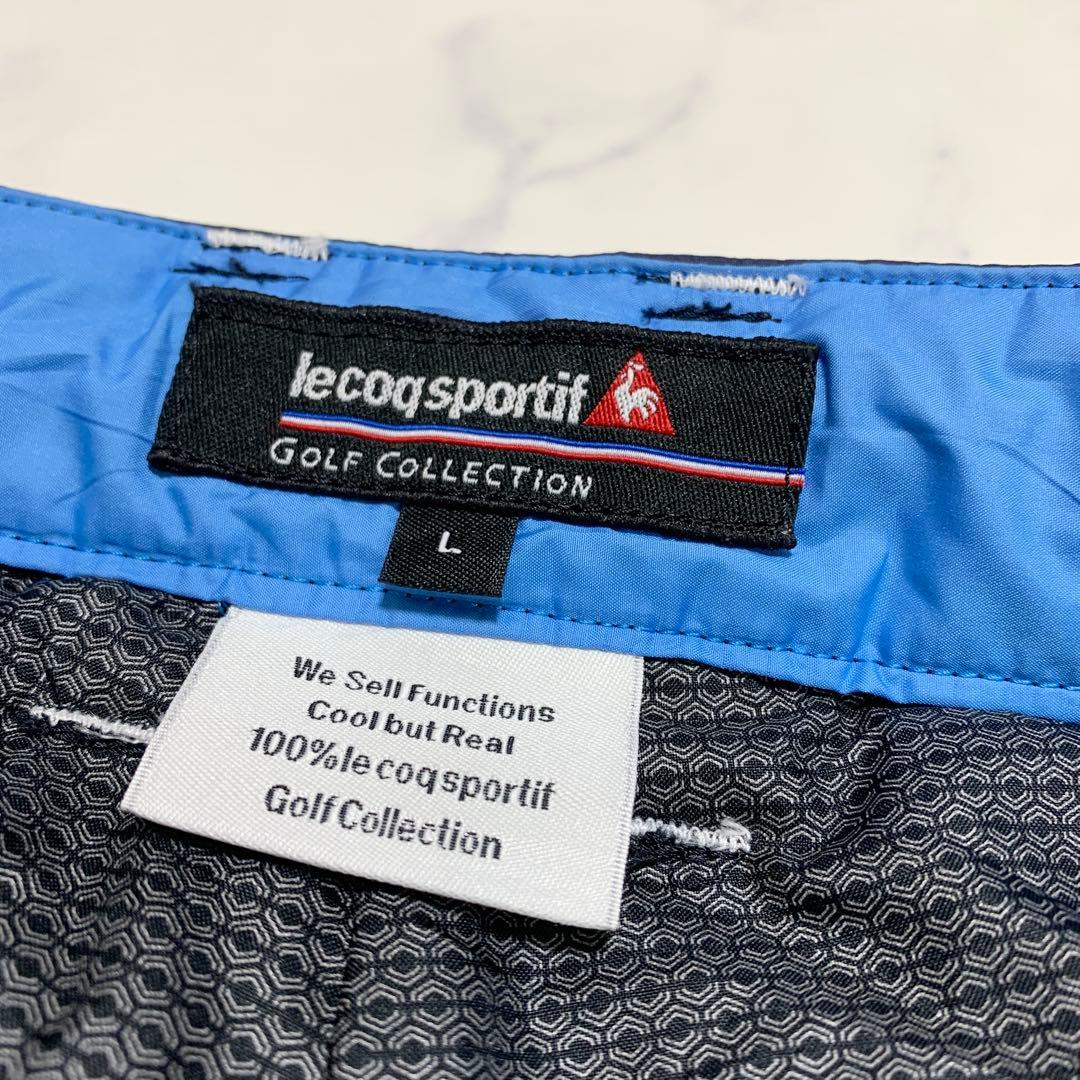 lecoqsportif
GOLF COLLECTION
L
We Sell Functions
Cool but Real
100%lecoqsportif
GolfCollection